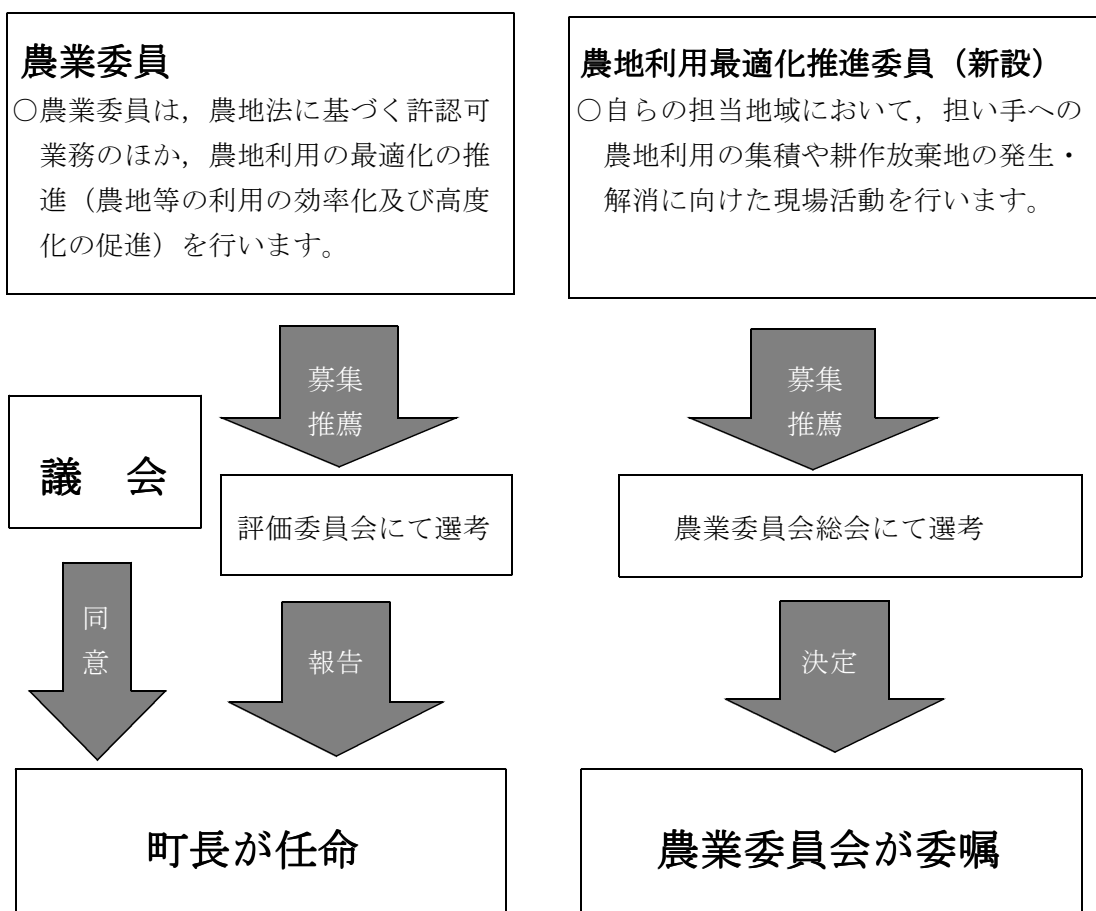 農業委員
○農業委員は，農地法に基づく許認可
業務のほか，農地利用の最適化の推
進（農地等の利用の効率化及び高度
化の促進）を行います。
農地利用最適化推進委員（新設）
○自らの担当地域において，担い手への
農地利用の集積や耕作放棄地の発生・
解消に向けた現場活動を行います。
募集
推薦
議　会
評価委員会にて選考
同
意
報告
町長が任命
募集
推薦
農業委員会総会にて選考
決定
農業委員会が委嘱